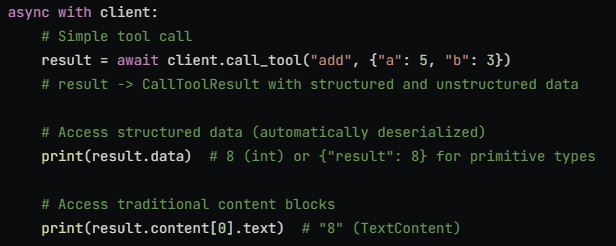 async with client:
    # Simple tool call
    result = await client.call_tool("add", {"a": 5, "b": 3})
    # result -> CallToolResult with structured and unstructured data

    # Access structured data (automatically deserialized)
    print(result.data)  # 8 (int) or {"result": 8} for primitive types

    # Access traditional content blocks
    print(result.content[0].text)  # "8" (TextContent)